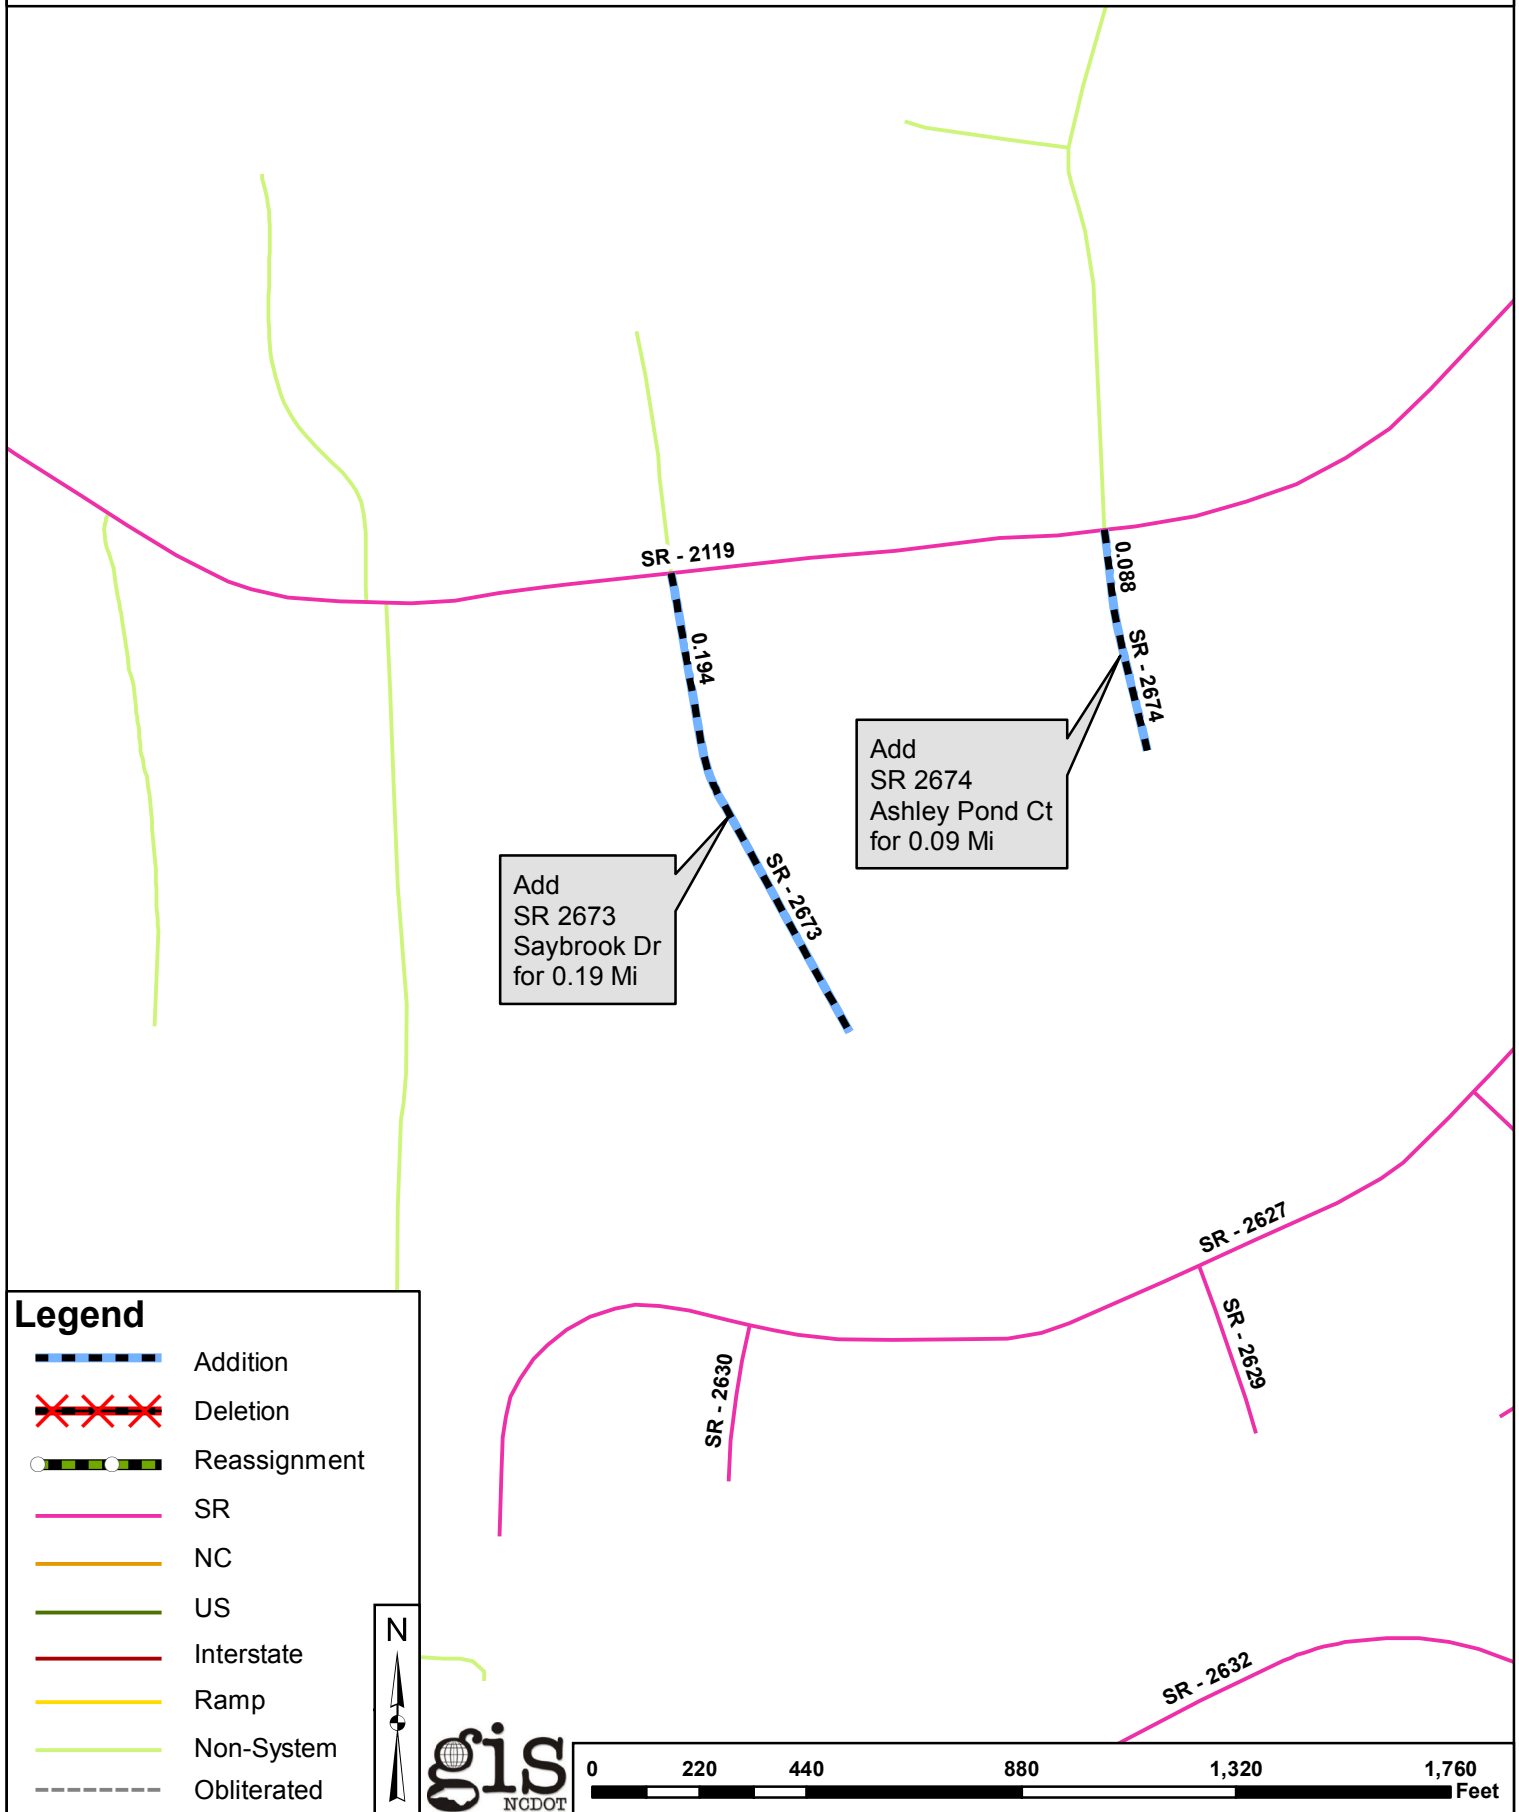 SR - 2119
0.088
SR - 2674
0.194
Add
SR 2674
Ashley Pond Ct
for 0.09 Mi
SR - 2673
Add
SR 2673
Saybrook Dr
for 0.19 Mi
SR - 2627
SR - 2629
SR - 2630
SR - 2632
Legend
Addition
Deletion
Reassignment
SR
NC
US
Interstate
Ramp
Non-System
Obliterated
N
gis
NCDOT
0 220 440 880 1,320 1,760
Feet